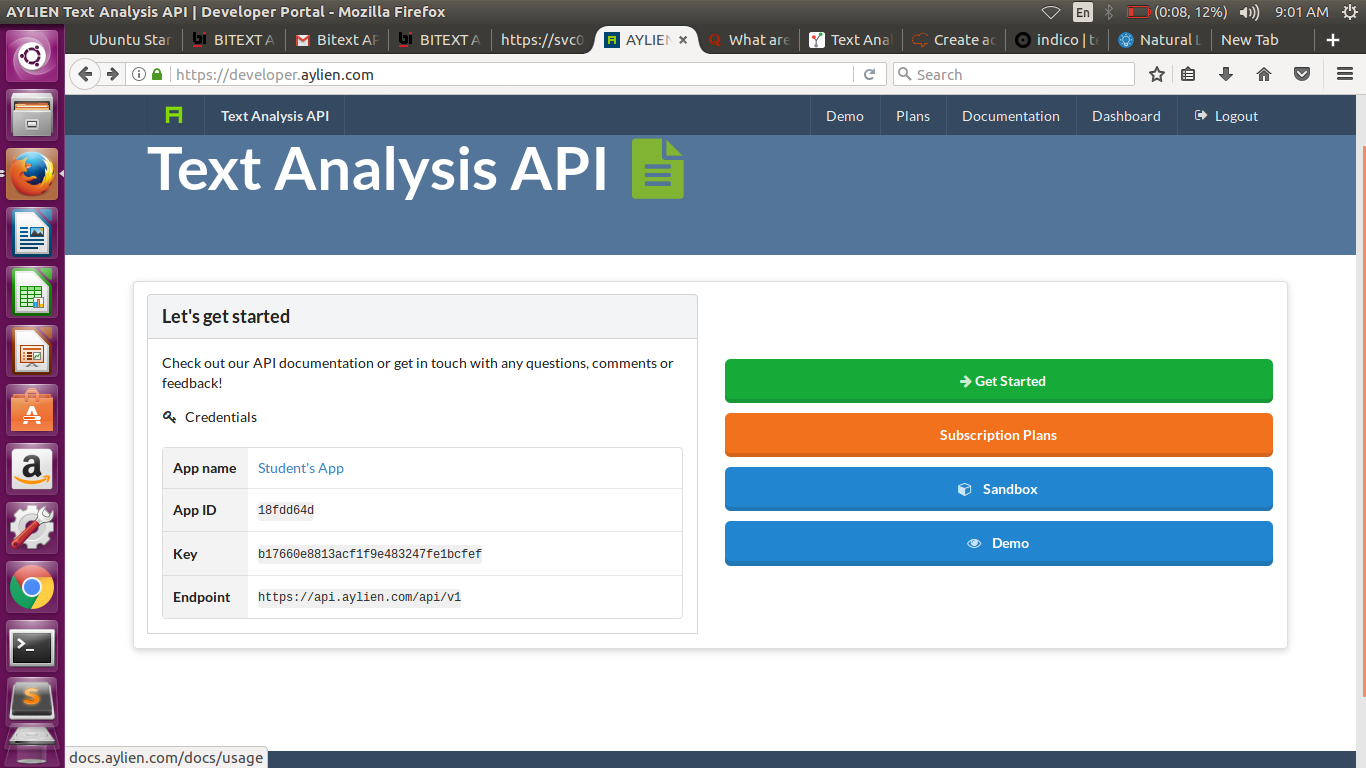 AYLIEN Text Analysis API | Developer Portal - Mozilla Firefox
En
(0:08, 12%)
9:01 AM
Ubuntu Star
BITEXT A
Bitext AP
BITEXT A
https://svc0
AYLIEN
What are
Text Anal
Create ac
indico | te
Natural L
New Tab
https://developer.aylien.com
Search
Text Analysis API
Demo
Plans
Documentation
Dashboard
Logout
Text Analysis API
Let's get started
Check out our API documentation or get in touch with any questions, comments or
feedback!
Credentials
App name Student's App
App ID 18fdd64d
Key b17660e8813acf1f9e483247fe1bcfef
Endpoint https://api.aylien.com/api/v1
Get Started
Subscription Plans
Sandbox
Demo
docs.aylien.com/docs/usage